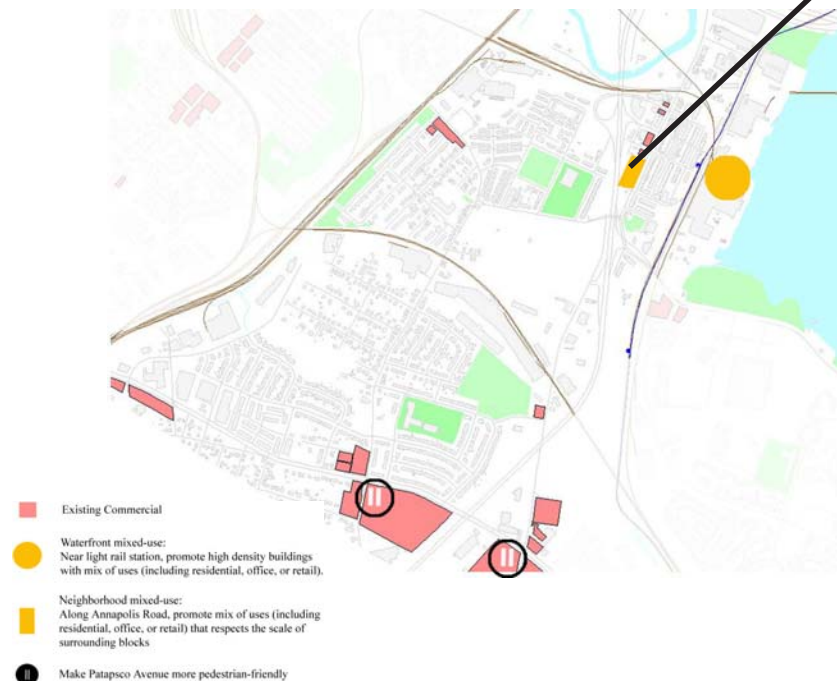 Existing Commercial
Waterfront mixed-use:
Near light rail station, promote high density buildings
with mix of uses (including residential, office, or retail).
Neighborhood mixed-use:
Along Annapolis Road, promote mix of uses (including
residential, office, or retail) that respects the scale of
surrounding blocks
Make Patapsco Avenue more pedestrian-friendly